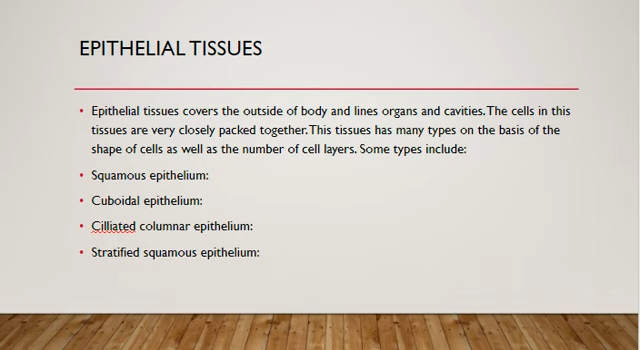 EPITHELIAL TISSUES
• Epithelial tissues covers the outside of body and lines organs and cavities.The cells in this
tissues are very closely packed together.This tissues has many types on the basis of the
shape of cells as well as the number of cell layers. Some types include:
• Squamous epithelium:
• Cuboidal epithelium:
• Cilliated columnar epithelium:
• Stratified squamous epithelium: